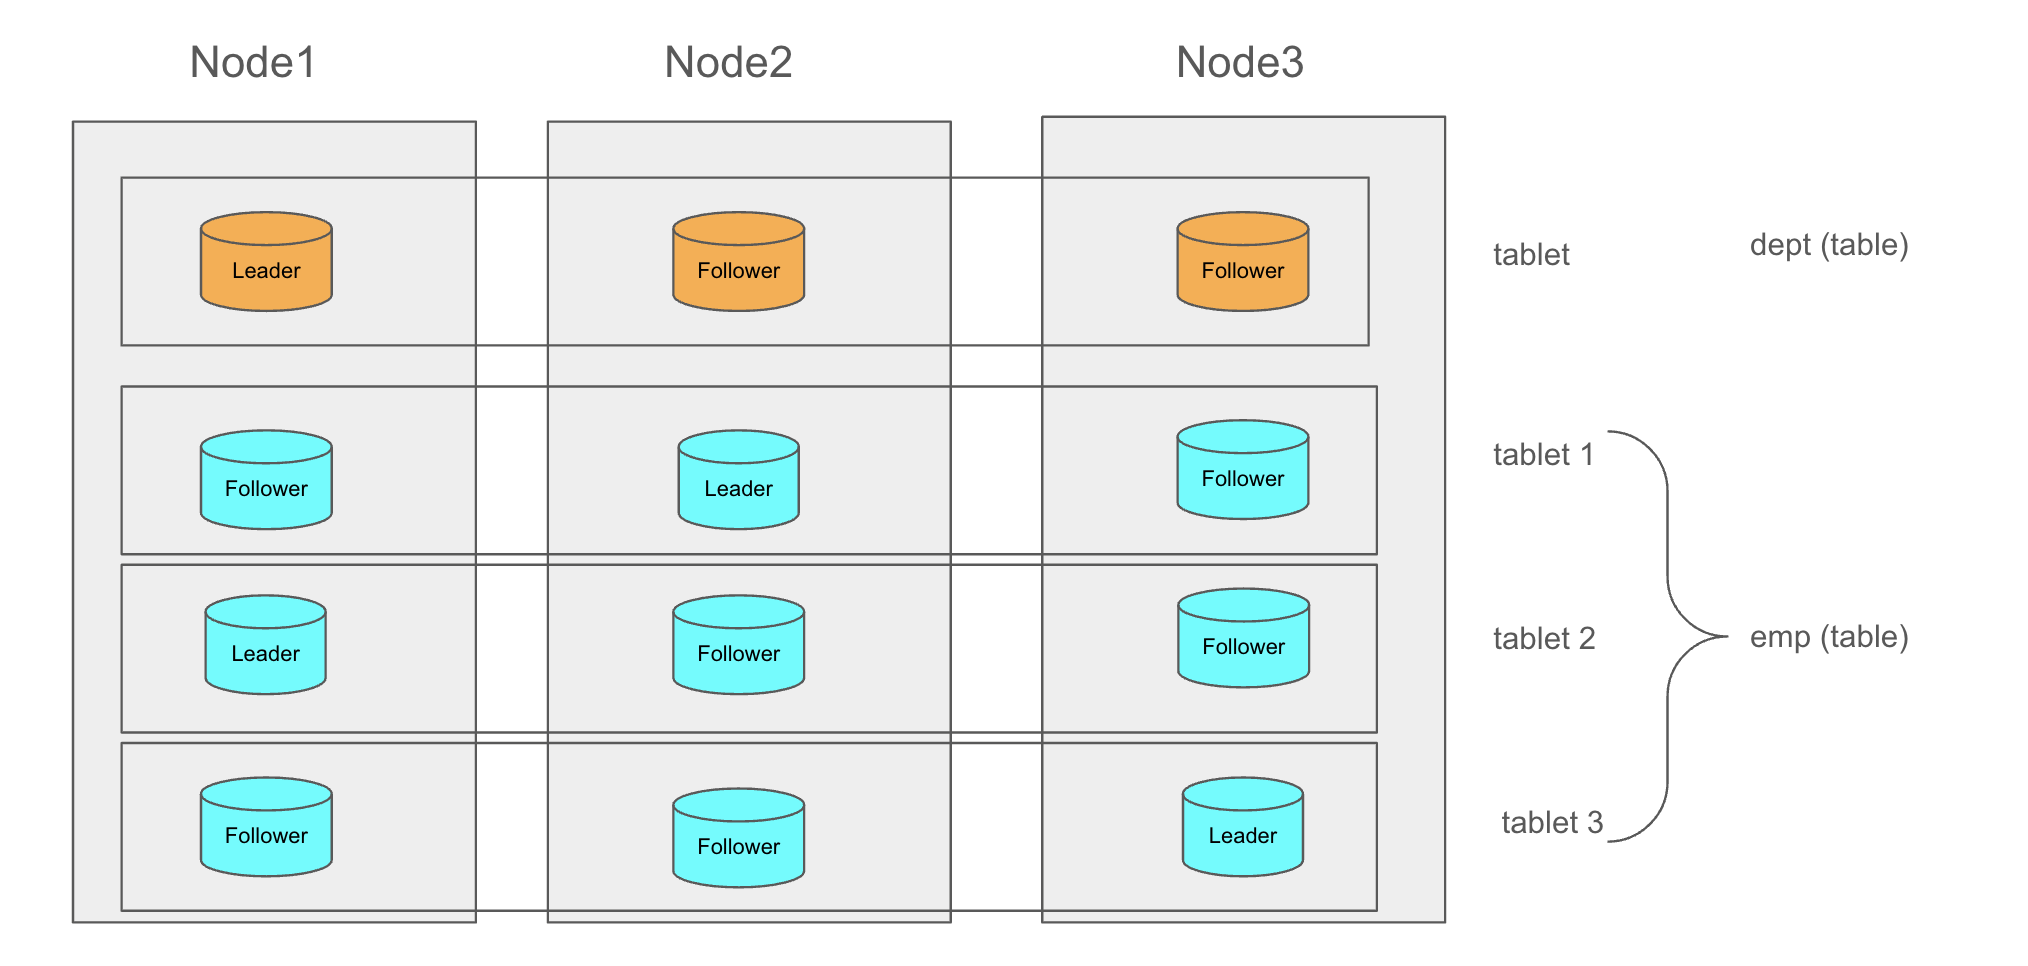 Node1
Node2
Node3
Leader
Follower
Follower
tablet
dept (table)
Follower
Leader
Follower
tablet 1
Leader
Follower
Follower
tablet 2
emp (table)
Follower
Follower
Leader
tablet 3